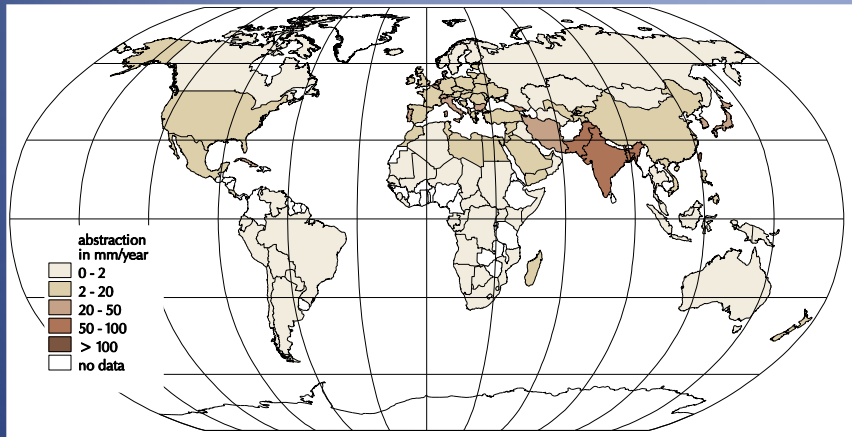 abstraction
in mm/year
0 - 2
2 - 20
20 - 50
50 - 100
> 100
no data